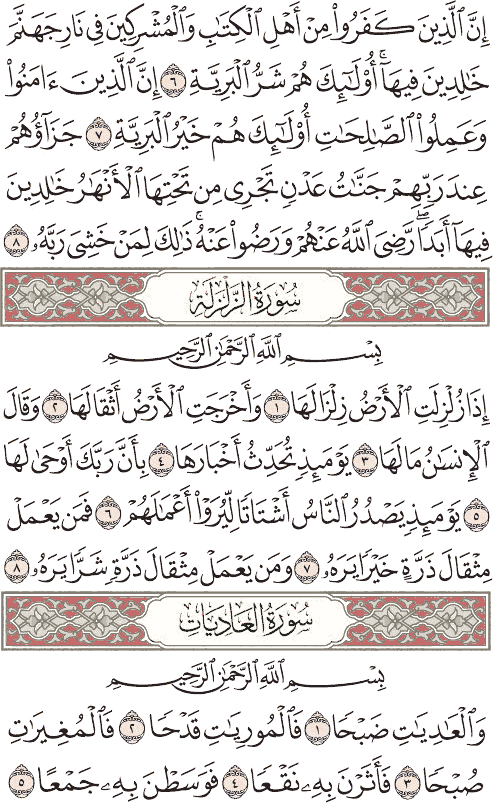 إِنَّ ٱلَّذِينَ كَفَرُوا۟ مِنْ أَهْلِ ٱلْكِتَٰبِ وَٱلْمُشْرِكِينَ فِى نَارِ جَهَنَّمَ
خَٰلِدِينَ فِيهَآ ۚ أُو۟لَٰٓئِكَ هُمْ شَرُّ ٱلْبَرِيَّةِ ٦ إِنَّ ٱلَّذِينَ ءَامَنُوا۟
وَعَمِلُوا۟ ٱلصَّٰلِحَٰتِ أُو۟لَٰٓئِكَ هُمْ خَيْرُ ٱلْبَرِيَّةِ ٧ جَزَآؤُهُمْ
عِندَ رَبِّهِمْ جَنَّٰتُ عَدْنٍ تَجْرِى مِن تَحْتِهَا ٱلْأَنْهَٰرُ خَٰلِدِينَ
فِيهَآ أَبَدًا ۖ رَّضِىَ ٱللَّهُ عَنْهُمْ وَرَضُوا۟ عَنْهُ ۚ ذَٰلِكَ لِمَنْ خَشِىَ رَبَّهُۥ ٨
سُورَةُ الزَّلْزَلَةِ
بِسْمِ ٱللَّهِ ٱلرَّحْمَٰنِ ٱلرَّحِيمِ
إِذَا زُلْزِلَتِ ٱلْأَرْضُ زِلْزَالَهَا ١ وَأَخْرَجَتِ ٱلْأَرْضُ أَثْقَالَهَا ٢ وَقَالَ
ٱلْإِنسَٰنُ مَا لَهَا ٣ يَوْمَئِذٍ تُحَدِّثُ أَخْبَارَهَا ٤ بِأَنَّ رَبَّكَ أَوْحَىٰ لَهَا
٥ يَوْمَئِذٍ يَصْدُرُ ٱلنَّاسُ أَشْتَاتًا لِّيُرَوْا۟ أَعْمَٰلَهُمْ ٦ فَمَن يَعْمَلْ
مِثْقَالَ ذَرَّةٍ خَيْرًا يَرَهُۥ ٧ وَمَن يَعْمَلْ مِثْقَالَ ذَرَّةٍ شَرًّا يَرَهُۥ ٨
سُورَةُ العَادِيَاتِ
بِسْمِ ٱللَّهِ ٱلرَّحْمَٰنِ ٱلرَّحِيمِ
وَٱلْعَٰدِيَٰتِ ضَبْحًا ١ فَٱلْمُورِيَٰتِ قَدْحًا ٢ فَٱلْمُغِيرَٰتِ
صُبْحًا ٣ فَأَثَرْنَ بِهِۦ نَقْعًا ٤ فَوَسَطْنَ بِهِۦ جَمْعًا ٥